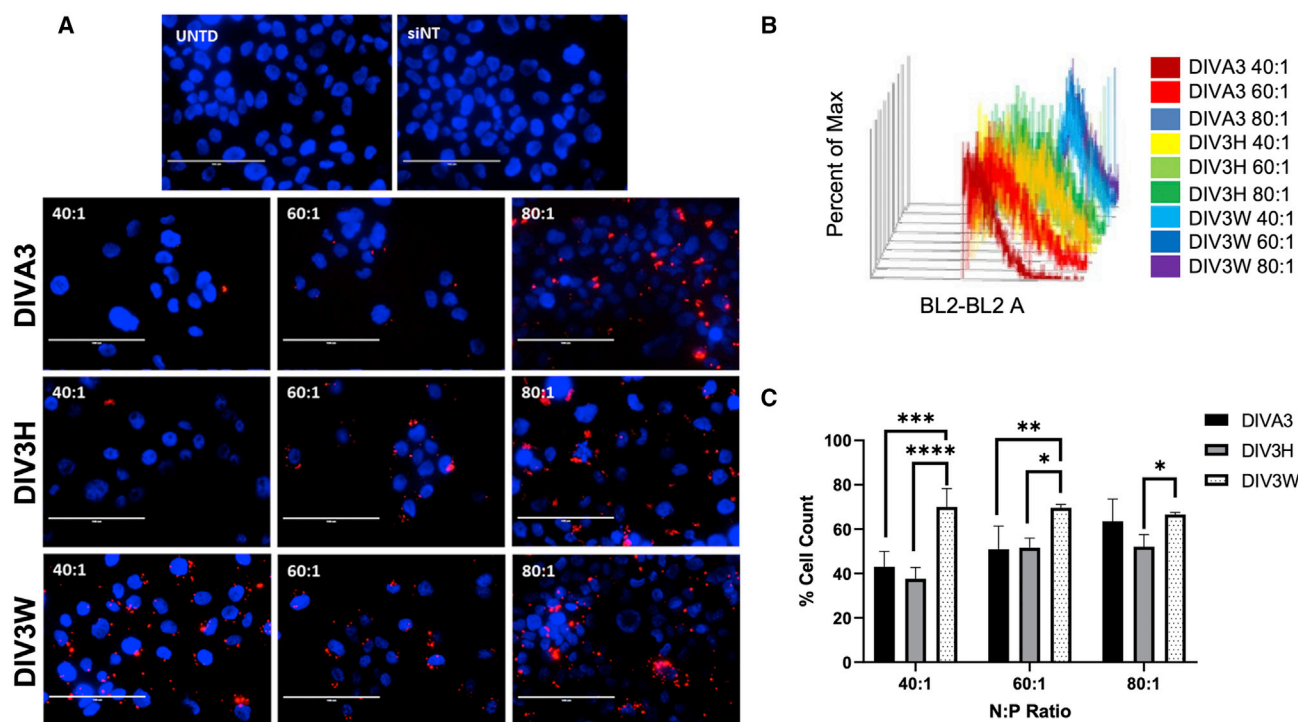 A
UNTD
siNT
DIVA3
40:1
60:1
80:1
DIV3H
40:1
60:1
80:1
DIV3W
40:1
60:1
80:1
B
Percent of Max
BL2-BL2 A
DIVA3 40:1
DIVA3 60:1
DIVA3 80:1
DIV3H 40:1
DIV3H 60:1
DIV3H 80:1
DIV3W 40:1
DIV3W 60:1
DIV3W 80:1
C
% Cell Count
100
80
60
40
20
0
***
****
**
*
*
40:1
60:1
80:1
N:P Ratio
DIVA3
DIV3H
DIV3W